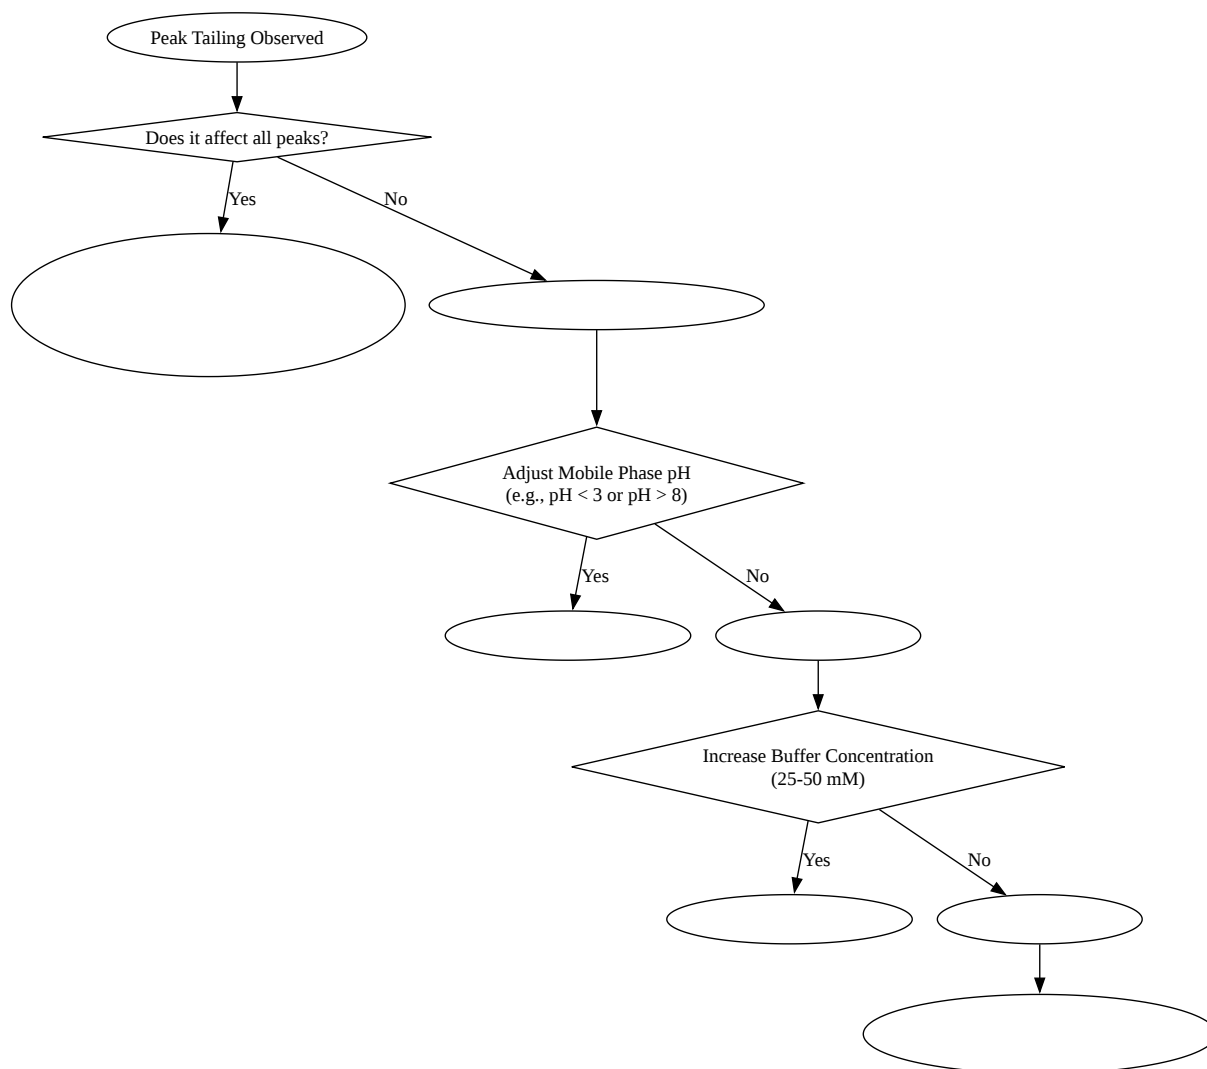 Peak Tailing Observed
Does it affect all peaks?
Yes
No
Adjust Mobile Phase pH
(e.g., pH < 3 or pH > 8)
Yes
No
Increase Buffer Concentration
(25-50 mM)
Yes
No